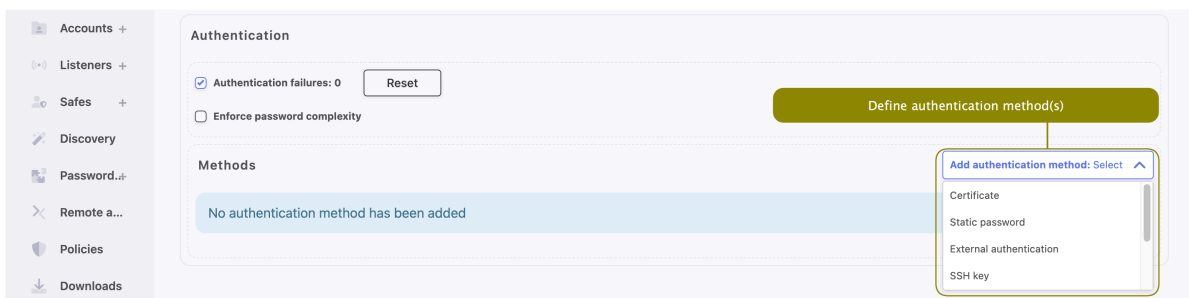 Accounts +
Listeners +
Safes +
Discovery
Password..+
Remote a...
Policies
Downloads
Authentication
Authentication failures: 0 Reset
Enforce password complexity
Define authentication method(s)
Methods
Add authentication method: Select
No authentication method has been added
Certificate
Static password
External authentication
SSH key